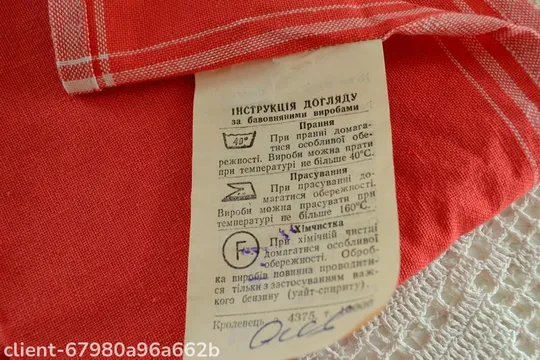 ІНСТРУКЦІЯ ДОГЛЯДУ
за бавовняними виробами
Прання
40°
При пранні домага-
тися особливої обе-
режності. Вироби можна прати
при температурі не більше 40°С.
Прасування
При прасуванні до-
магатися обережності.
Вироби можна прасувати при
температурі не більше 160°С.
Хімчистка
F
При хімічній чистці
домагатися особливої
обережності. Оброб-
ка виробів повинна проводити-
ся тільки з застосуванням важ-
кого бензину (уайт-спириту).
Кролевець з. 4375, т.
client-67980a96a662b